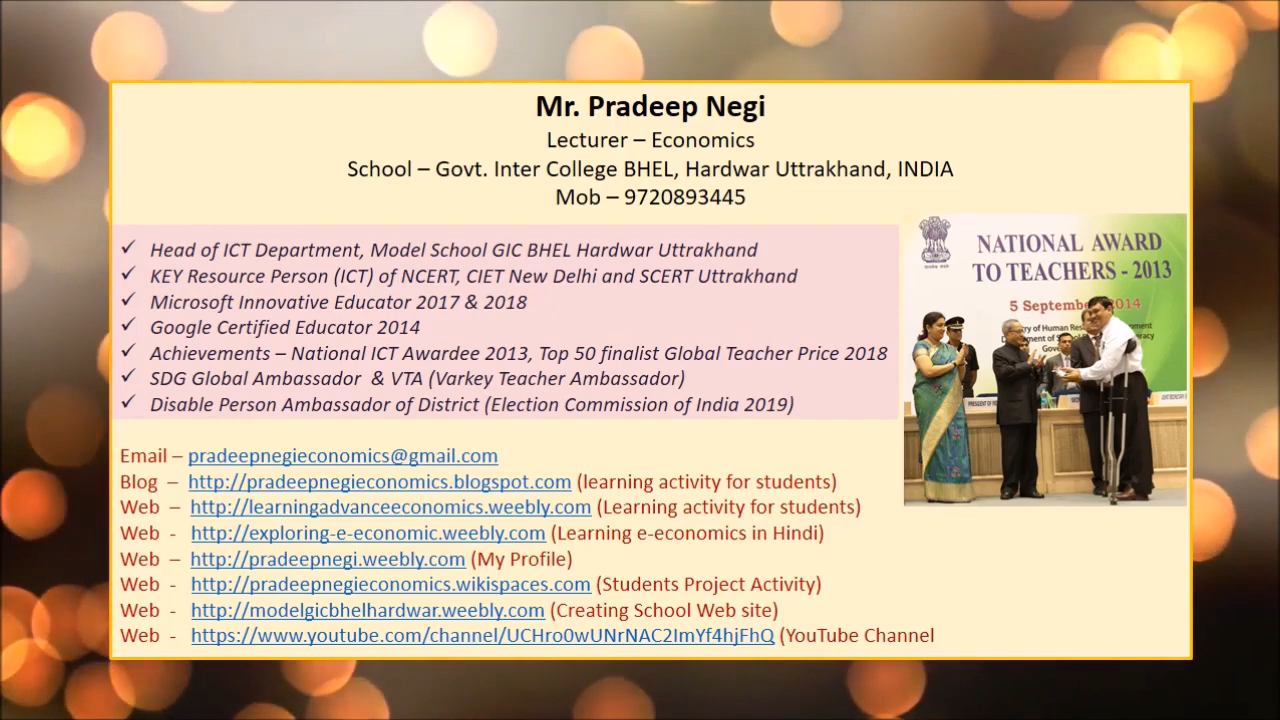 Mr. Pradeep Negi
Lecturer – Economics
School – Govt. Inter College BHEL, Hardwar Uttrakhand, INDIA
Mob – 9720893445
✓ Head of ICT Department, Model School GIC BHEL Hardwar Uttrakhand
✓ KEY Resource Person (ICT) of NCERT, CIET New Delhi and SCERT Uttrakhand
✓ Microsoft Innovative Educator 2017 & 2018
✓ Google Certified Educator 2014
✓ Achievements – National ICT Awardee 2013, Top 50 finalist Global Teacher Price 2018
✓ SDG Global Ambassador & VTA (Varkey Teacher Ambassador)
✓ Disable Person Ambassador of District (Election Commission of India 2019)
NATIONAL AWARD
TO TEACHERS - 2013
5 September 2014
Email – pradeepnegieconomics@gmail.com
Blog – http://pradeepnegieconomics.blogspot.com (learning activity for students)
Web – http://learningadvanceeconomics.weebly.com (Learning activity for students)
Web - http://exploring-e-economic.weebly.com (Learning e-economics in Hindi)
Web – http://pradeepnegi.weebly.com (My Profile)
Web - http://pradeepnegieconomics.wikispaces.com (Students Project Activity)
Web - http://modelgicbhelhardwar.weebly.com (Creating School Web site)
Web - https://www.youtube.com/channel/UCHro0wUNrNAC2ImYf4hjFhQ (YouTube Channel